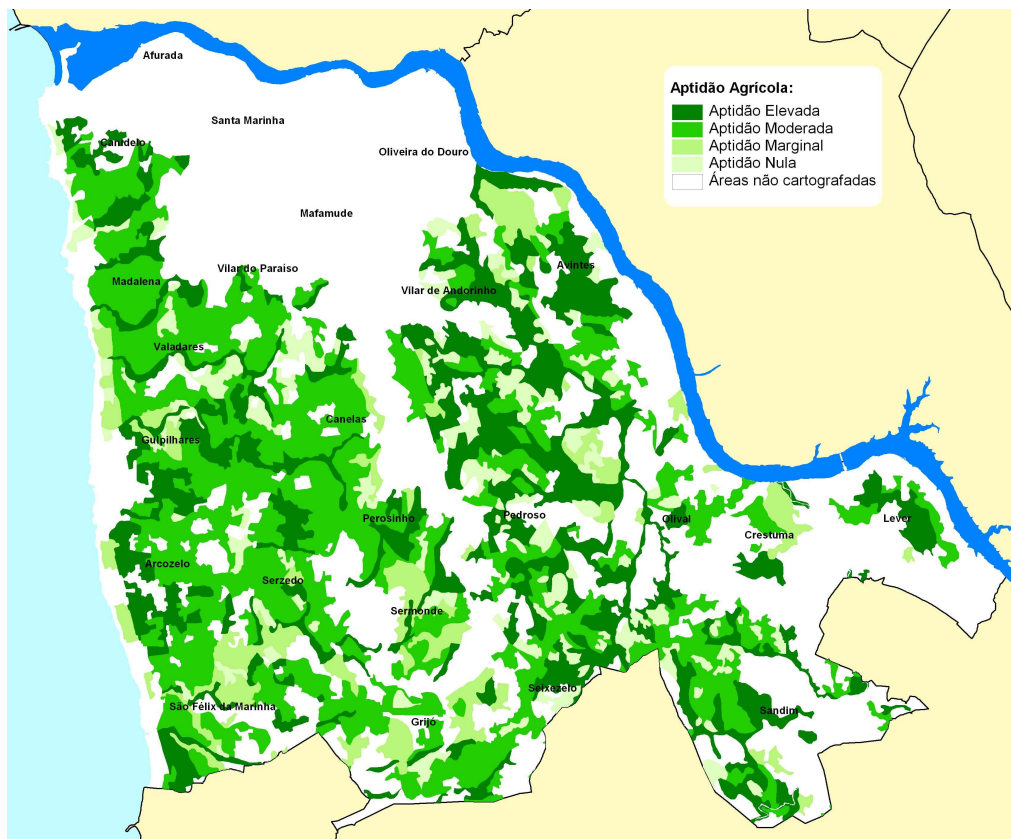 Afurada
Aptidão Agrícola:
Aptidão Elevada
Aptidão Moderada
Aptidão Marginal
Aptidão Nula
Áreas não cartografadas
Santa Marinha
Canidelo
Oliveira do Douro
Mafamude
Vilar do Paraiso
Avintes
Madalena
Vilar de Andorinho
Valadares
Canelas
Gulpilhares
Perosinho
Pedroso
Olival
Lever
Crestuma
Arcozelo
Serzedo
Sermonde
Seixezelo
São Félix da Marinha
Sandim
Grijó